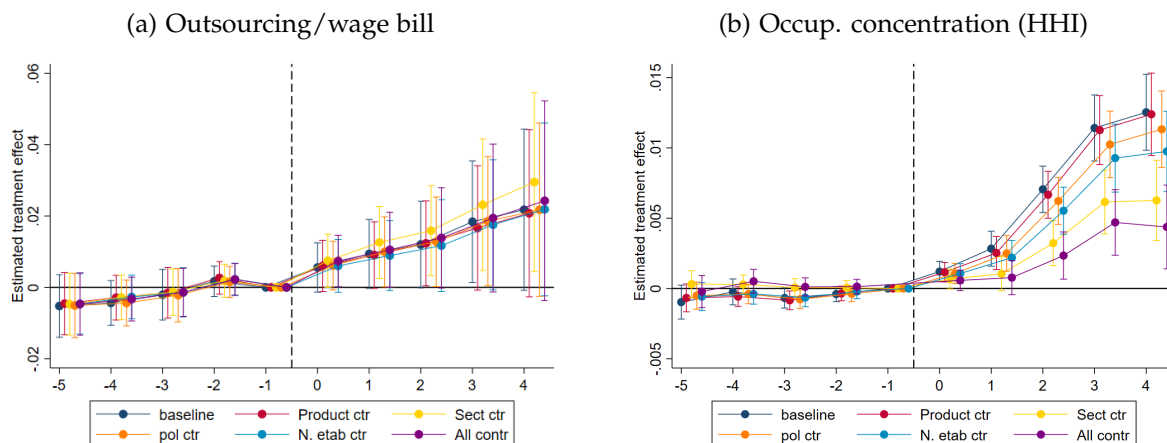 (a) Outsourcing/wage bill
Estimated treatment effect
.06
.04
.02
0
-.02
-5 -4 -3 -2 -1 0 1 2 3 4
baseline Product ctr Sect ctr
pol ctr N. etab ctr All contr
(b) Occup. concentration (HHI)
Estimated treatment effect
.015
.01
.005
0
-.005
-5 -4 -3 -2 -1 0 1 2 3 4
baseline Product ctr Sect ctr
pol ctr N. etab ctr All contr